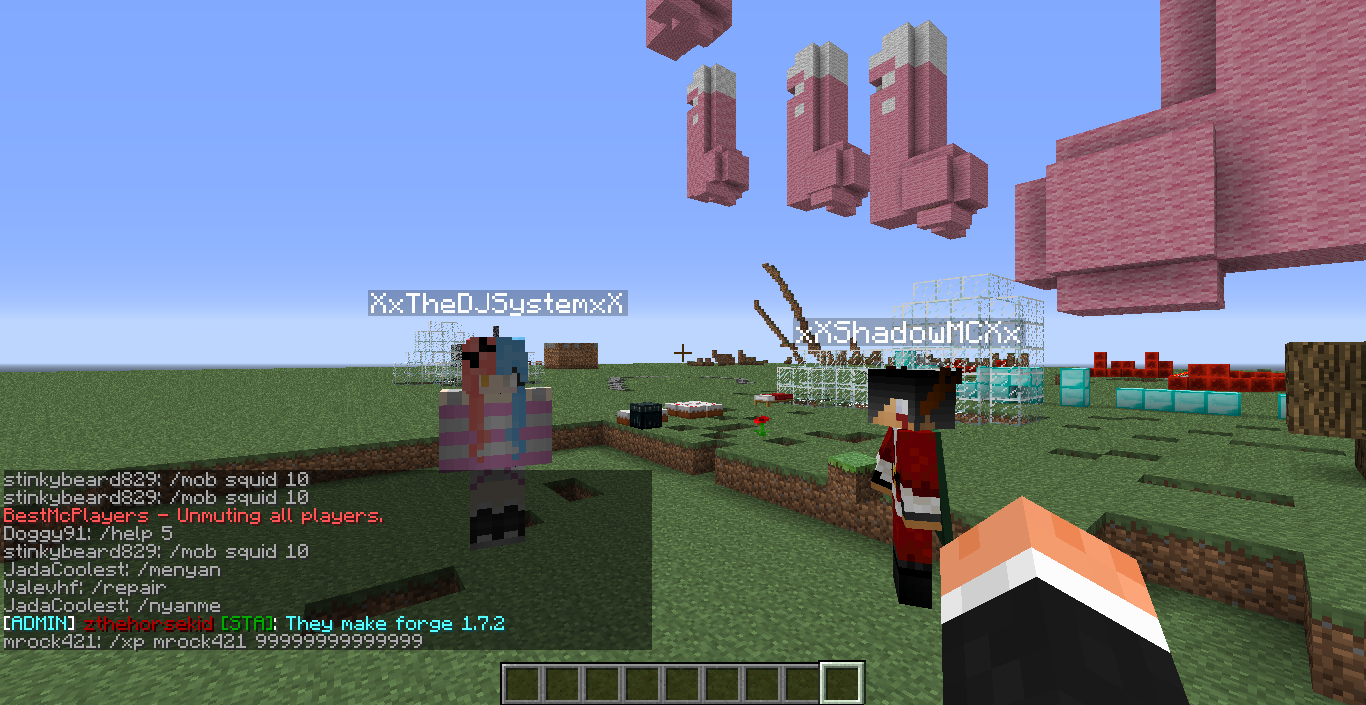 XxTheDJSystemxX
xXShadowMCXx
stinkybeard829: /mob squid 10
stinkybeard829: /mob squid 10
BestMcPlayers - Unmuting all players.
Doggy91: /help 5
stinkybeard829: /mob squid 10
JadaCoolest: /menyan
Valevhf: /repair
JadaCoolest: /nyanme
[ADMIN] zthehorsekid [STA]: They make forge 1.7.2
mrock421: /xp mrock421 99999999999999